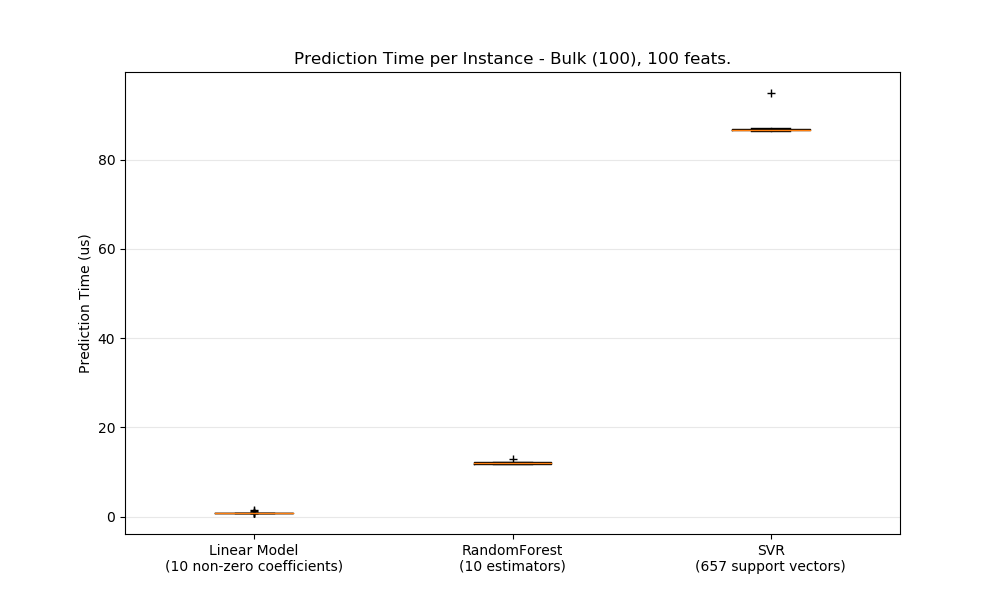 Prediction Time per Instance - Bulk (100), 100 feats.
Prediction Time (us)
80
60
40
20
0
Linear Model
(10 non-zero coefficients)
RandomForest
(10 estimators)
SVR
(657 support vectors)